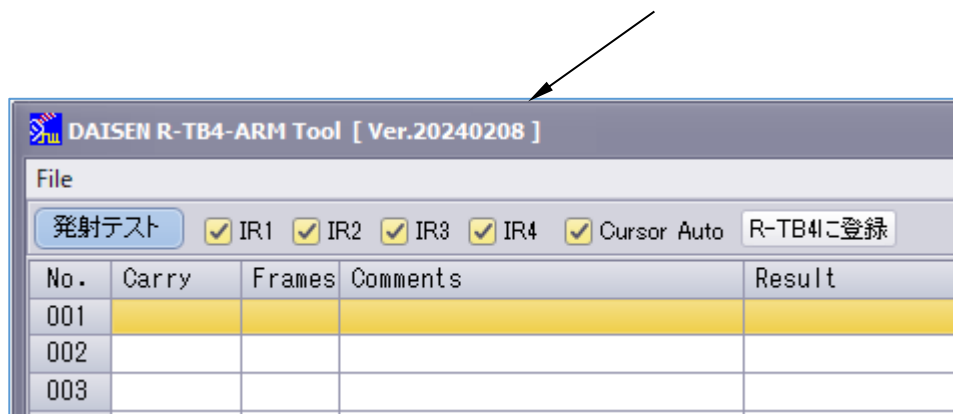 DAISEN R-TB4-ARM Tool [ Ver.20240208 ]
File
発射テスト IR1 IR2 IR3 IR4 Cursor Auto R-TB4に登録
No. Carry Frames Comments Result
001
002
003